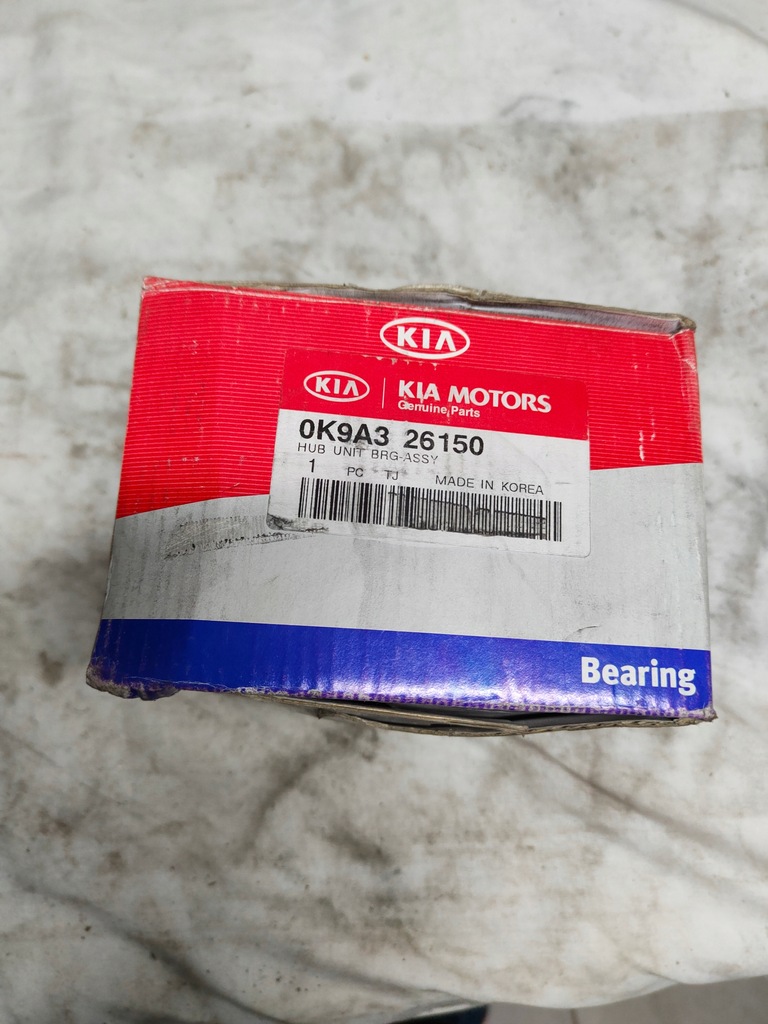 KIA
KIA KIA MOTORS
Genuine Parts
0K9A3 26150
HUB UNIT BRG-ASSY
1 PC TJ MADE IN KOREA
Bearing